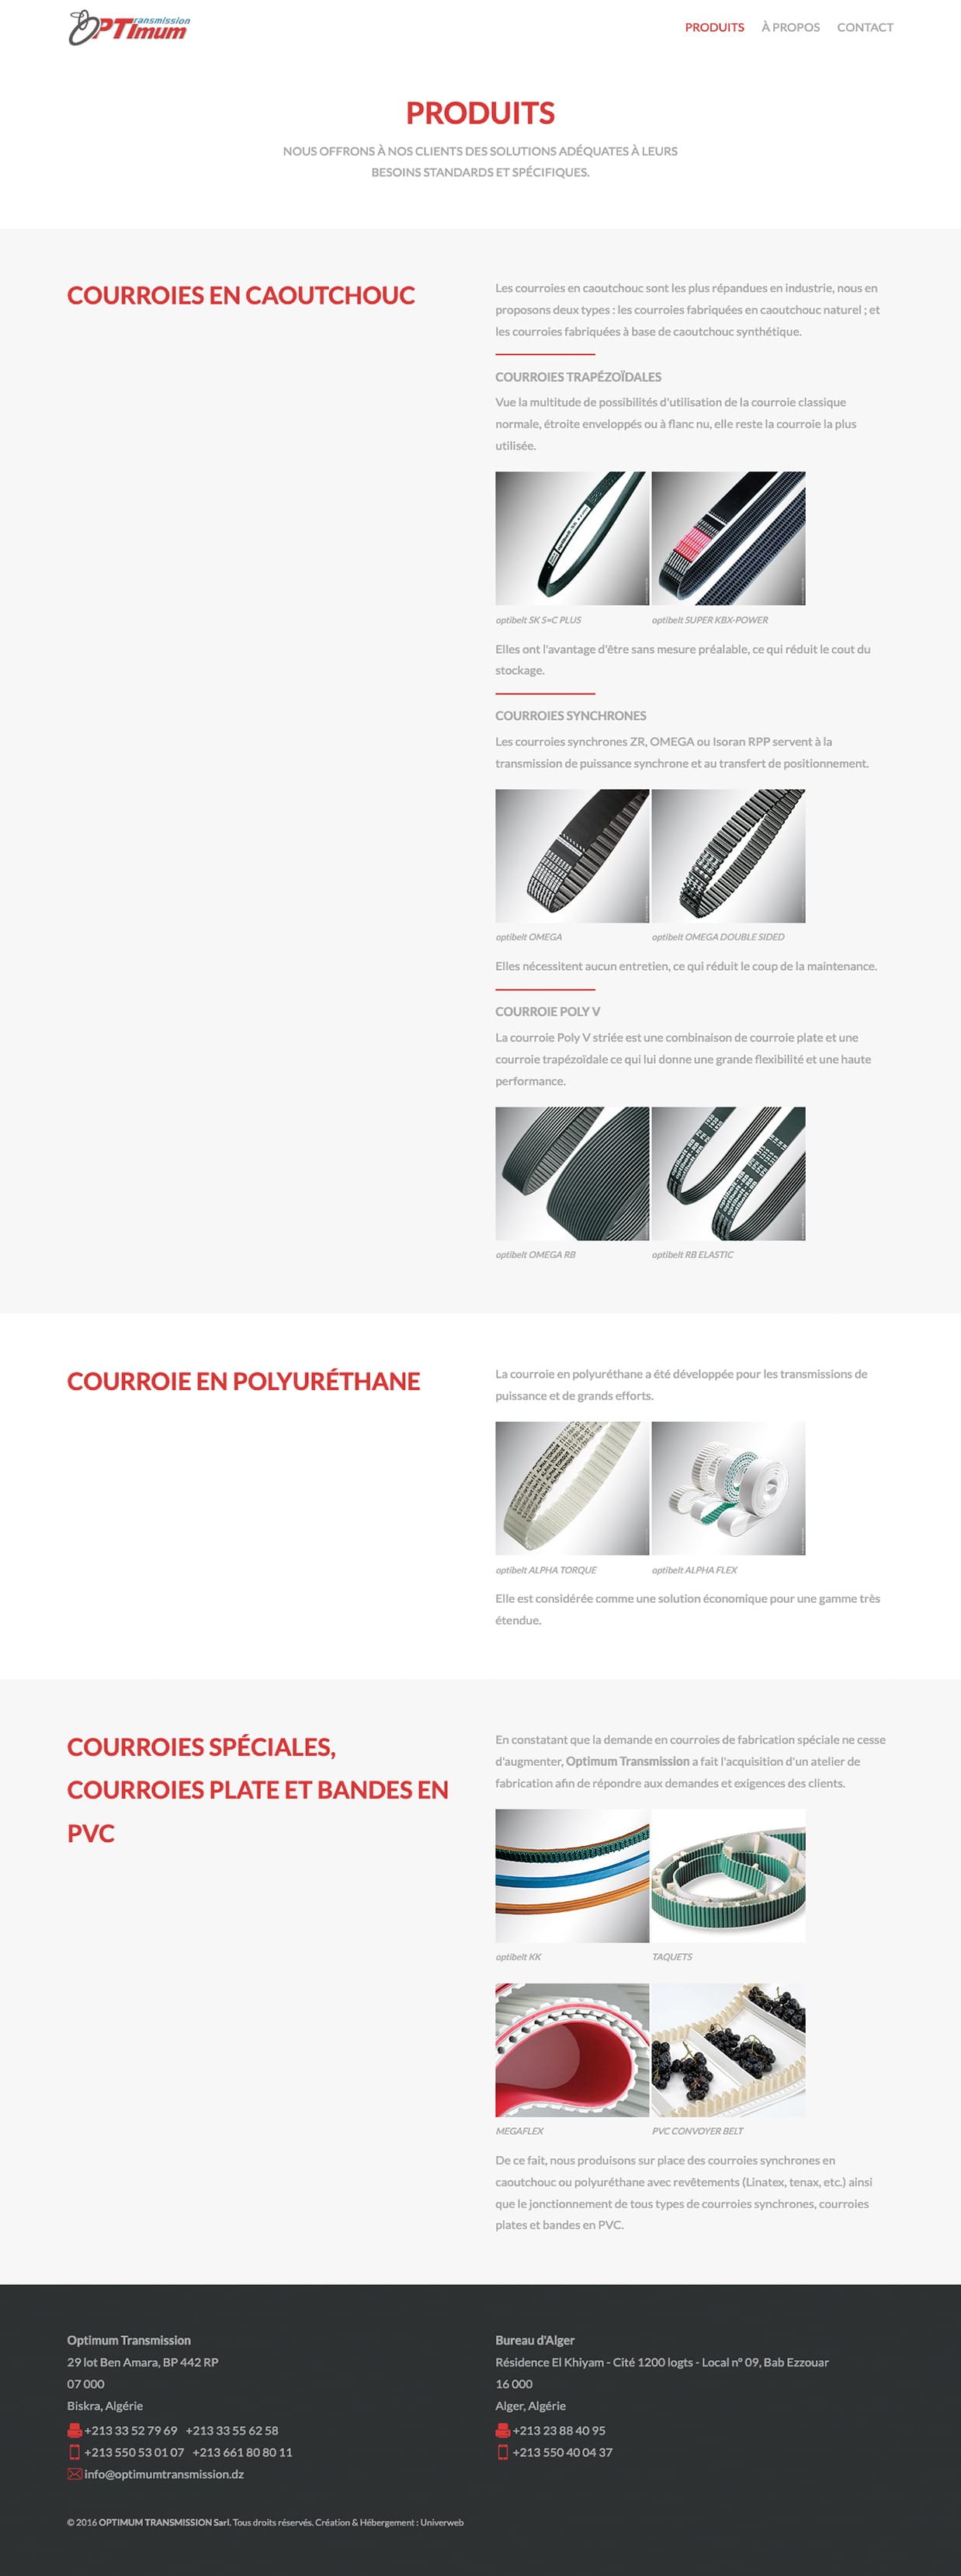 OPTImum
ransmission
PRODUITS À PROPOS CONTACT
PRODUITS
NOUS OFFRONS À NOS CLIENTS DES SOLUTIONS ADÉQUATES À LEURS
BESOINS STANDARDS ET SPÉCIFIQUES.
COURROIES EN CAOUTCHOUC
Les courroies en caoutchouc sont les plus répandues en industrie, nous en
proposons deux types : les courroies fabriquées en caoutchouc naturel ; et
les courroies fabriquées à base de caoutchouc synthétique.
COURROIES TRAPÉZOÏDALES
Vue la multitude de possibilités d'utilisation de la courroie classique
normale, étroite enveloppés ou à flanc nu, elle reste la courroie la plus
utilisée.
optibelt SK S=C PLUS
optibelt SUPER KBX-POWER
Elles ont l'avantage d'être sans mesure préalable, ce qui réduit le cout du
stockage.
COURROIES SYNCHRONES
Les courroies synchrones ZR, OMEGA ou Isoran RPP servent à la
transmission de puissance synchrone et au transfert de positionnement.
optibelt OMEGA
optibelt OMEGA DOUBLE SIDED
Elles nécessitent aucun entretien, ce qui réduit le coup de la maintenance.
COURROIE POLY V
La courroie Poly V striée est une combinaison de courroie plate et une
courroie trapézoïdale ce qui lui donne une grande flexibilité et une haute
performance.
optibelt OMEGA RB
optibelt RB ELASTIC
COURROIE EN POLYURÉTHANE
La courroie en polyuréthane a été développée pour les transmissions de
puissance et de grands efforts.
optibelt ALPHA TORQUE
optibelt ALPHA FLEX
Elle est considérée comme une solution économique pour une gamme très
étendue.
COURROIES SPÉCIALES,
COURROIES PLATE ET BANDES EN
PVC
En constatant que la demande en courroies de fabrication spéciale ne cesse
d'augmenter, Optimum Transmission a fait l'acquisition d'un atelier de
fabrication afin de répondre aux demandes et exigences des clients.
optibelt KK
TAQUETS
MEGAFLEX
PVC CONVOYER BELT
De ce fait, nous produisons sur place des courroies synchrones en
caoutchouc ou polyuréthane avec revêtements (Linatex, tenax, etc.) ainsi
que le jonctionnement de tous types de courroies synchrones, courroies
plates et bandes en PVC.
Optimum Transmission
29 lot Ben Amara, BP 442 RP
07 000
Biskra, Algérie
+213 33 52 79 69 +213 33 55 62 58
+213 550 53 01 07 +213 661 80 80 11
info@optimumtransmission.dz
Bureau d'Alger
Résidence El Khiyam - Cité 1200 logts - Local n° 09, Bab Ezzouar
16 000
Alger, Algérie
+213 23 88 40 95
+213 550 40 04 37
© 2016 OPTIMUM TRANSMISSION Sarl. Tous droits réservés. Création & Hébergement : Univerweb